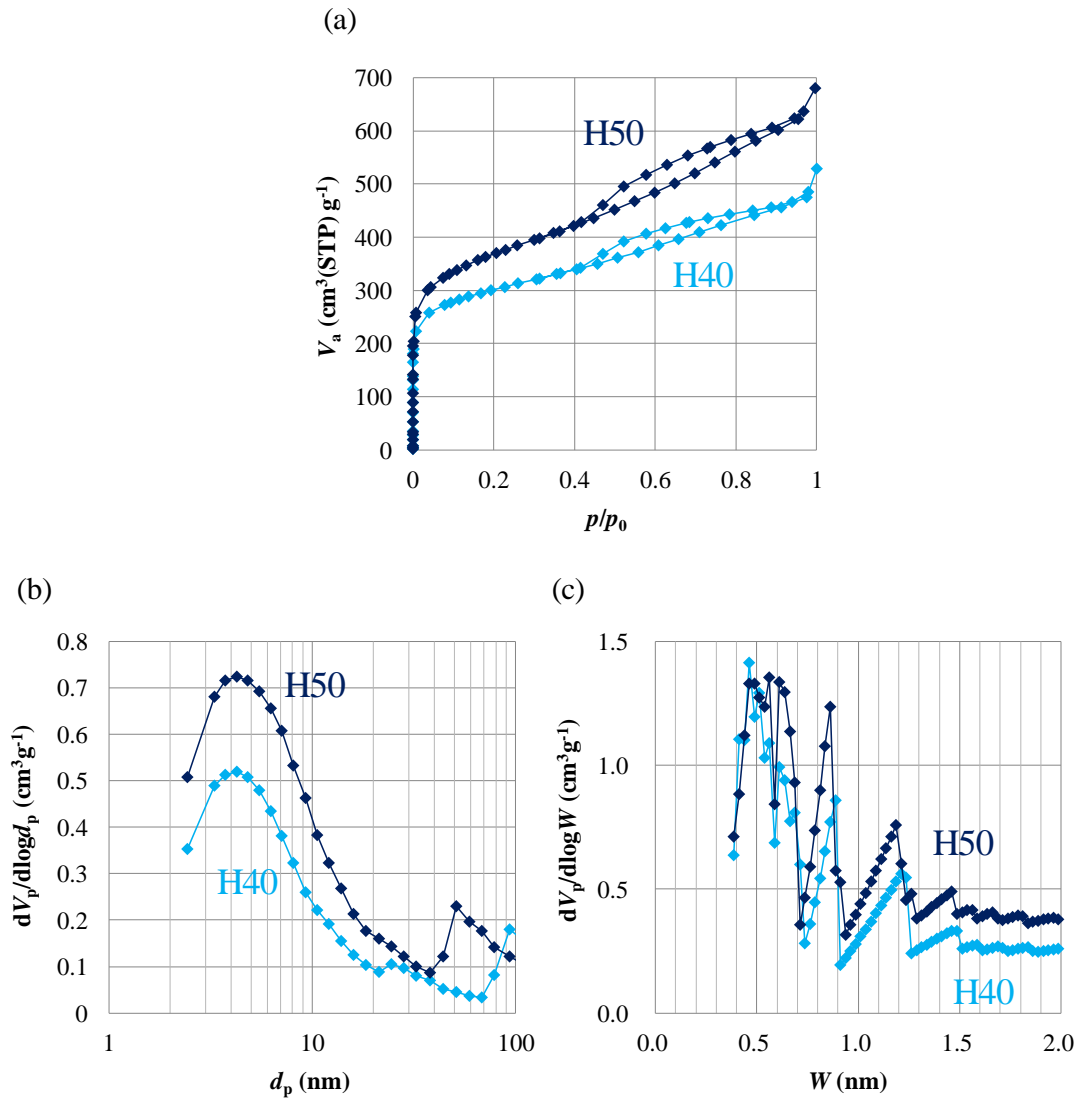 (a)
700
600
500
400
300
200
100
0
V_a (cm³(STP) g⁻¹)
H50
H40
0 0.2 0.4 0.6 0.8 1
p/p₀
(b)
0.8
0.7
0.6
0.5
0.4
0.3
0.2
0.1
0
dV_p/dlogd_p (cm³g⁻¹)
H50
H40
1 10 100
d_p (nm)
(c)
1.5
1.0
0.5
0.0
dV_p/dlogW (cm³g⁻¹)
H50
H40
0.0 0.5 1.0 1.5 2.0
W (nm)